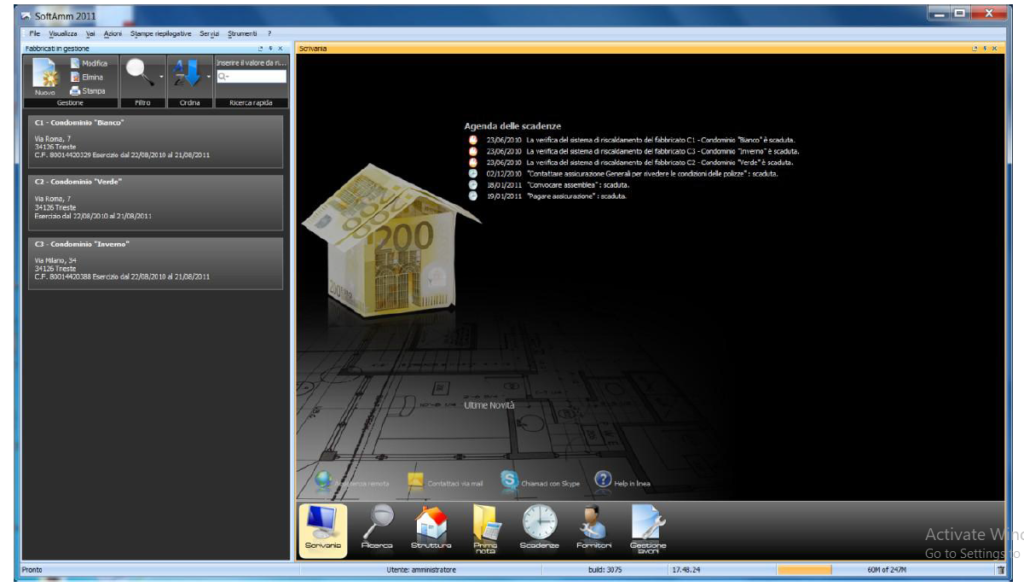 SoftAmm 2011
File Visualizza Vai Azioni Stampe riepilogative Servizi Strumenti ?
Fabbricati in gestione
Scrivania
Nuovo
Modifica
Elimina
Stampa
Gestione
Filtro
Ordina
Inserire il valore da ri...
Ricerca rapida
C1 - Condominio "Bianco"
Via Roma, 7
34126 Trieste
C.F. 80014420329 Esercizio dal 22/08/2010 al 21/08/2011
C2 - Condominio "Verde"
Via Roma, 7
34126 Trieste
Esercizio dal 22/08/2010 al 21/08/2011
C3 - Condominio "Inverno"
Via Milano, 34
34126 Trieste
C.F. 80014420388 Esercizio dal 22/08/2010 al 21/08/2011
Agenda delle scadenze
23/06/2010 La verifica del sistema di riscaldamento del fabbricato C1 - Condominio "Bianco" è scaduta.
23/06/2010 La verifica del sistema di riscaldamento del fabbricato C1 - Condominio "Inverno" è scaduta.
23/06/2010 La verifica del sistema di riscaldamento del fabbricato C2 - Condominio "Verde" è scaduta.
02/12/2010 "Contattare assicurazione Generali per rivedere le condizioni delle polizze" : scaduta.
18/01/2011 "Convocare assemblea" : scaduta.
19/01/2011 "Pagare assicurazione" : scaduta.
200
Ultime Novità
remota
Contattaci via mail
Chiamaci con Skype
Help in linea
Scrivania
Ricerca
Struttura
Prima nota
Scadenze
Fornitori
Gestione lavori
Activate Win
Go to Settings to
Pronto
Utente: amministratore
build: 3075
17.48.24
60M of 247M